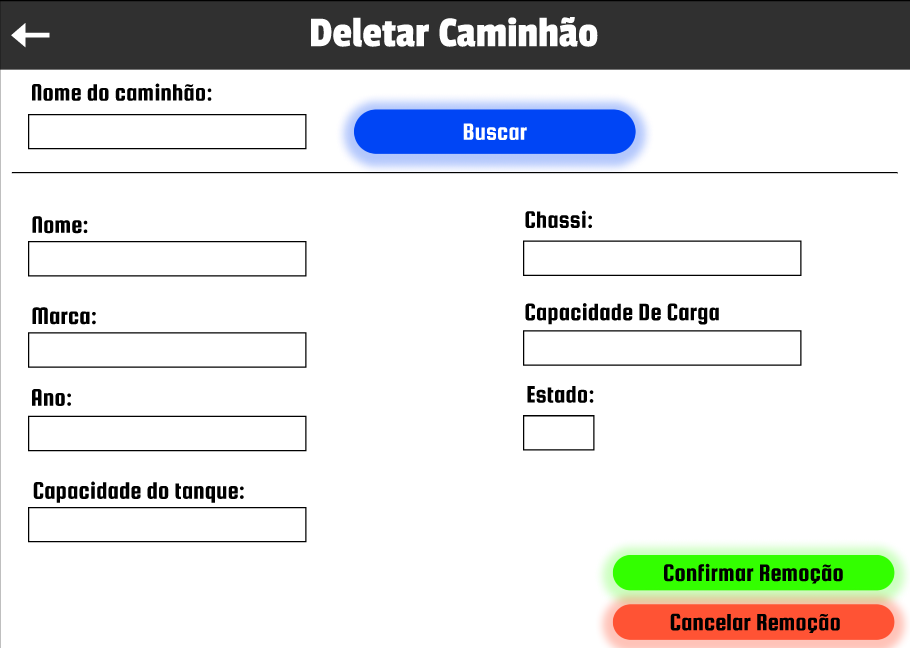 Deletar Caminhão
Nome do caminhão:
Buscar
Nome:
Chassi:
Marca:
Capacidade De Carga
Ano:
Estado:
Capacidade do tanque:
Confirmar Remoção
Cancelar Remoção